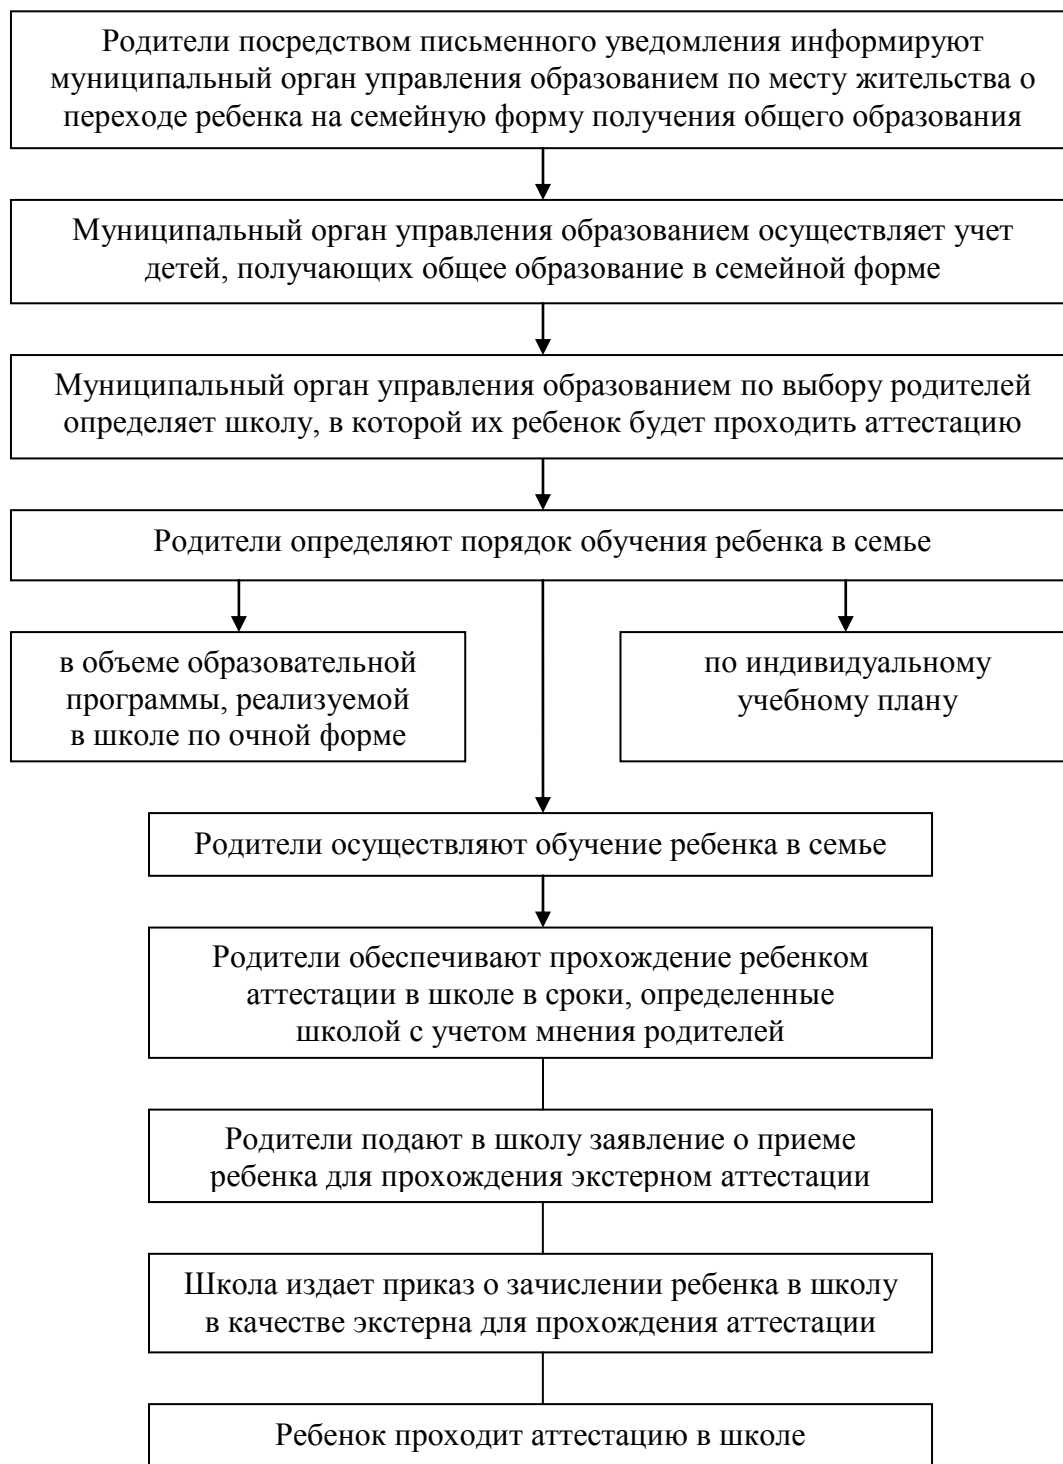 Родители посредством письменного уведомления информируют
муниципальный орган управления образованием по месту жительства о
переходе ребенка на семейную форму получения общего образования
Муниципальный орган управления образованием осуществляет учет
детей, получающих общее образование в семейной форме
Муниципальный орган управления образованием по выбору родителей
определяет школу, в которой их ребенок будет проходить аттестацию
Родители определяют порядок обучения ребенка в семье
в объеме образовательной
программы, реализуемой
в школе по очной форме
по индивидуальному
учебному плану
Родители осуществляют обучение ребенка в семье
Родители обеспечивают прохождение ребенком
аттестации в школе в сроки, определенные
школой с учетом мнения родителей
Родители подают в школу заявление о приеме
ребенка для прохождения экстерном аттестации
Школа издает приказ о зачислении ребенка в школу
в качестве экстерна для прохождения аттестации
Ребенок проходит аттестацию в школе